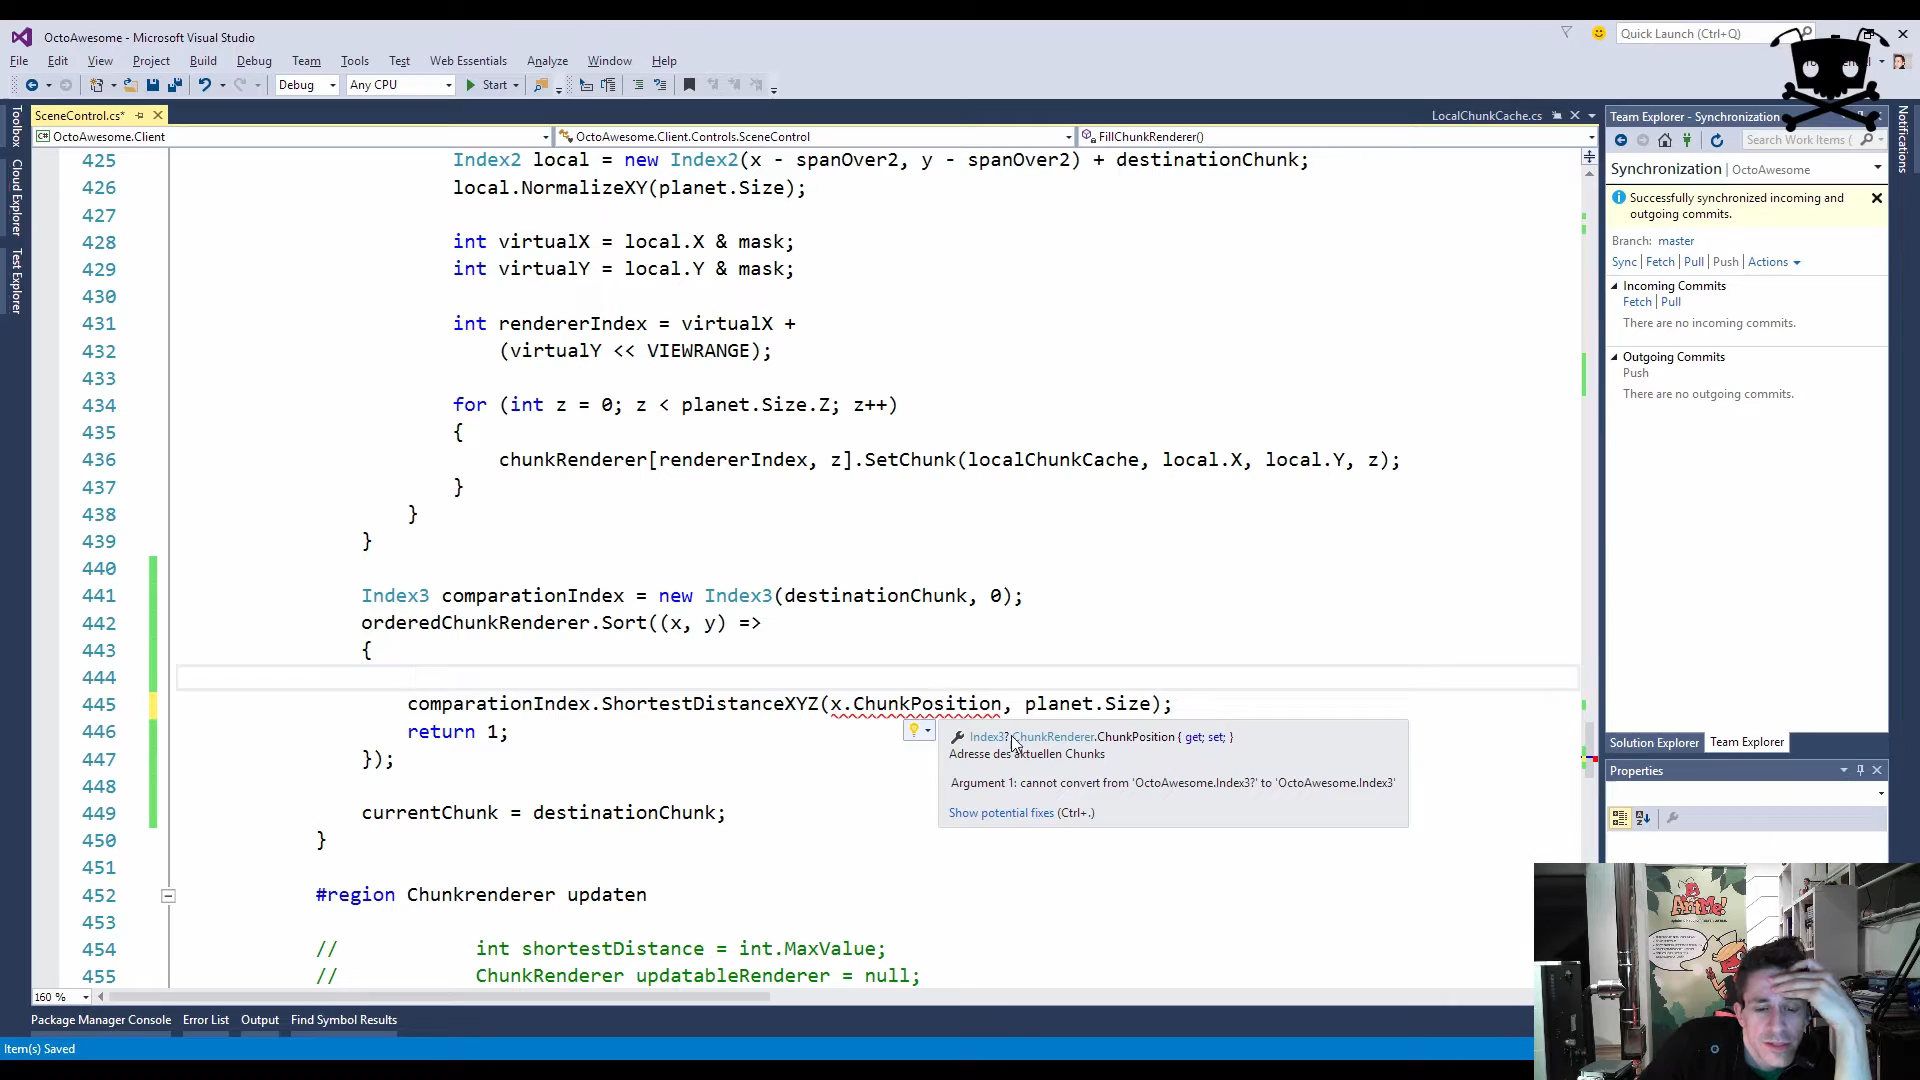 OctoAwesome - Microsoft Visual Studio
Quick Launch (Ctrl+Q)
File Edit View Project Build Debug Team Tools Test Web Essentials Analyze Window Help
Debug Any CPU Start
SceneControl.cs*
LocalChunkCache.cs
OctoAwesome.Client
OctoAwesome.Client.Controls.SceneControl
FillChunkRenderer()
Toolbox
Cloud Explorer
Test Explorer
425 Index2 local = new Index2(x - spanOver2, y - spanOver2) + destinationChunk;
426 local.NormalizeXY(planet.Size);
427
428 int virtualX = local.X & mask;
429 int virtualY = local.Y & mask;
430
431 int rendererIndex = virtualX +
432 (virtualY << VIEWRANGE);
433
434 for (int z = 0; z < planet.Size.Z; z++)
435 {
436 chunkRenderer[rendererIndex, z].SetChunk(localChunkCache, local.X, local.Y, z);
437 }
438 }
439 }
440
441 Index3 comparationIndex = new Index3(destinationChunk, 0);
442 orderedChunkRenderer.Sort((x, y) =>
443 {
444
445 comparationIndex.ShortestDistanceXYZ(x.ChunkPosition, planet.Size);
446 return 1;
447 });
448
449 currentChunk = destinationChunk;
450 }
451
452 #region Chunkrenderer updaten
453
454 // int shortestDistance = int.MaxValue;
455 // ChunkRenderer updatableRenderer = null;
Index3? ChunkRenderer.ChunkPosition { get; set; }
Adresse des aktuellen Chunks
Argument 1: cannot convert from 'OctoAwesome.Index3?' to 'OctoAwesome.Index3'
Show potential fixes (Ctrl+.)
160 %
Package Manager Console Error List Output Find Symbol Results
Item(s) Saved
Team Explorer - Synchronization
Search Work Items (
Synchronization | OctoAwesome
Successfully synchronized incoming and
outgoing commits.
Branch: master
Sync | Fetch | Pull | Push | Actions
Incoming Commits
Fetch | Pull
There are no incoming commits.
Outgoing Commits
Push
There are no outgoing commits.
Solution Explorer Team Explorer
Properties
Notifications
AntMe!